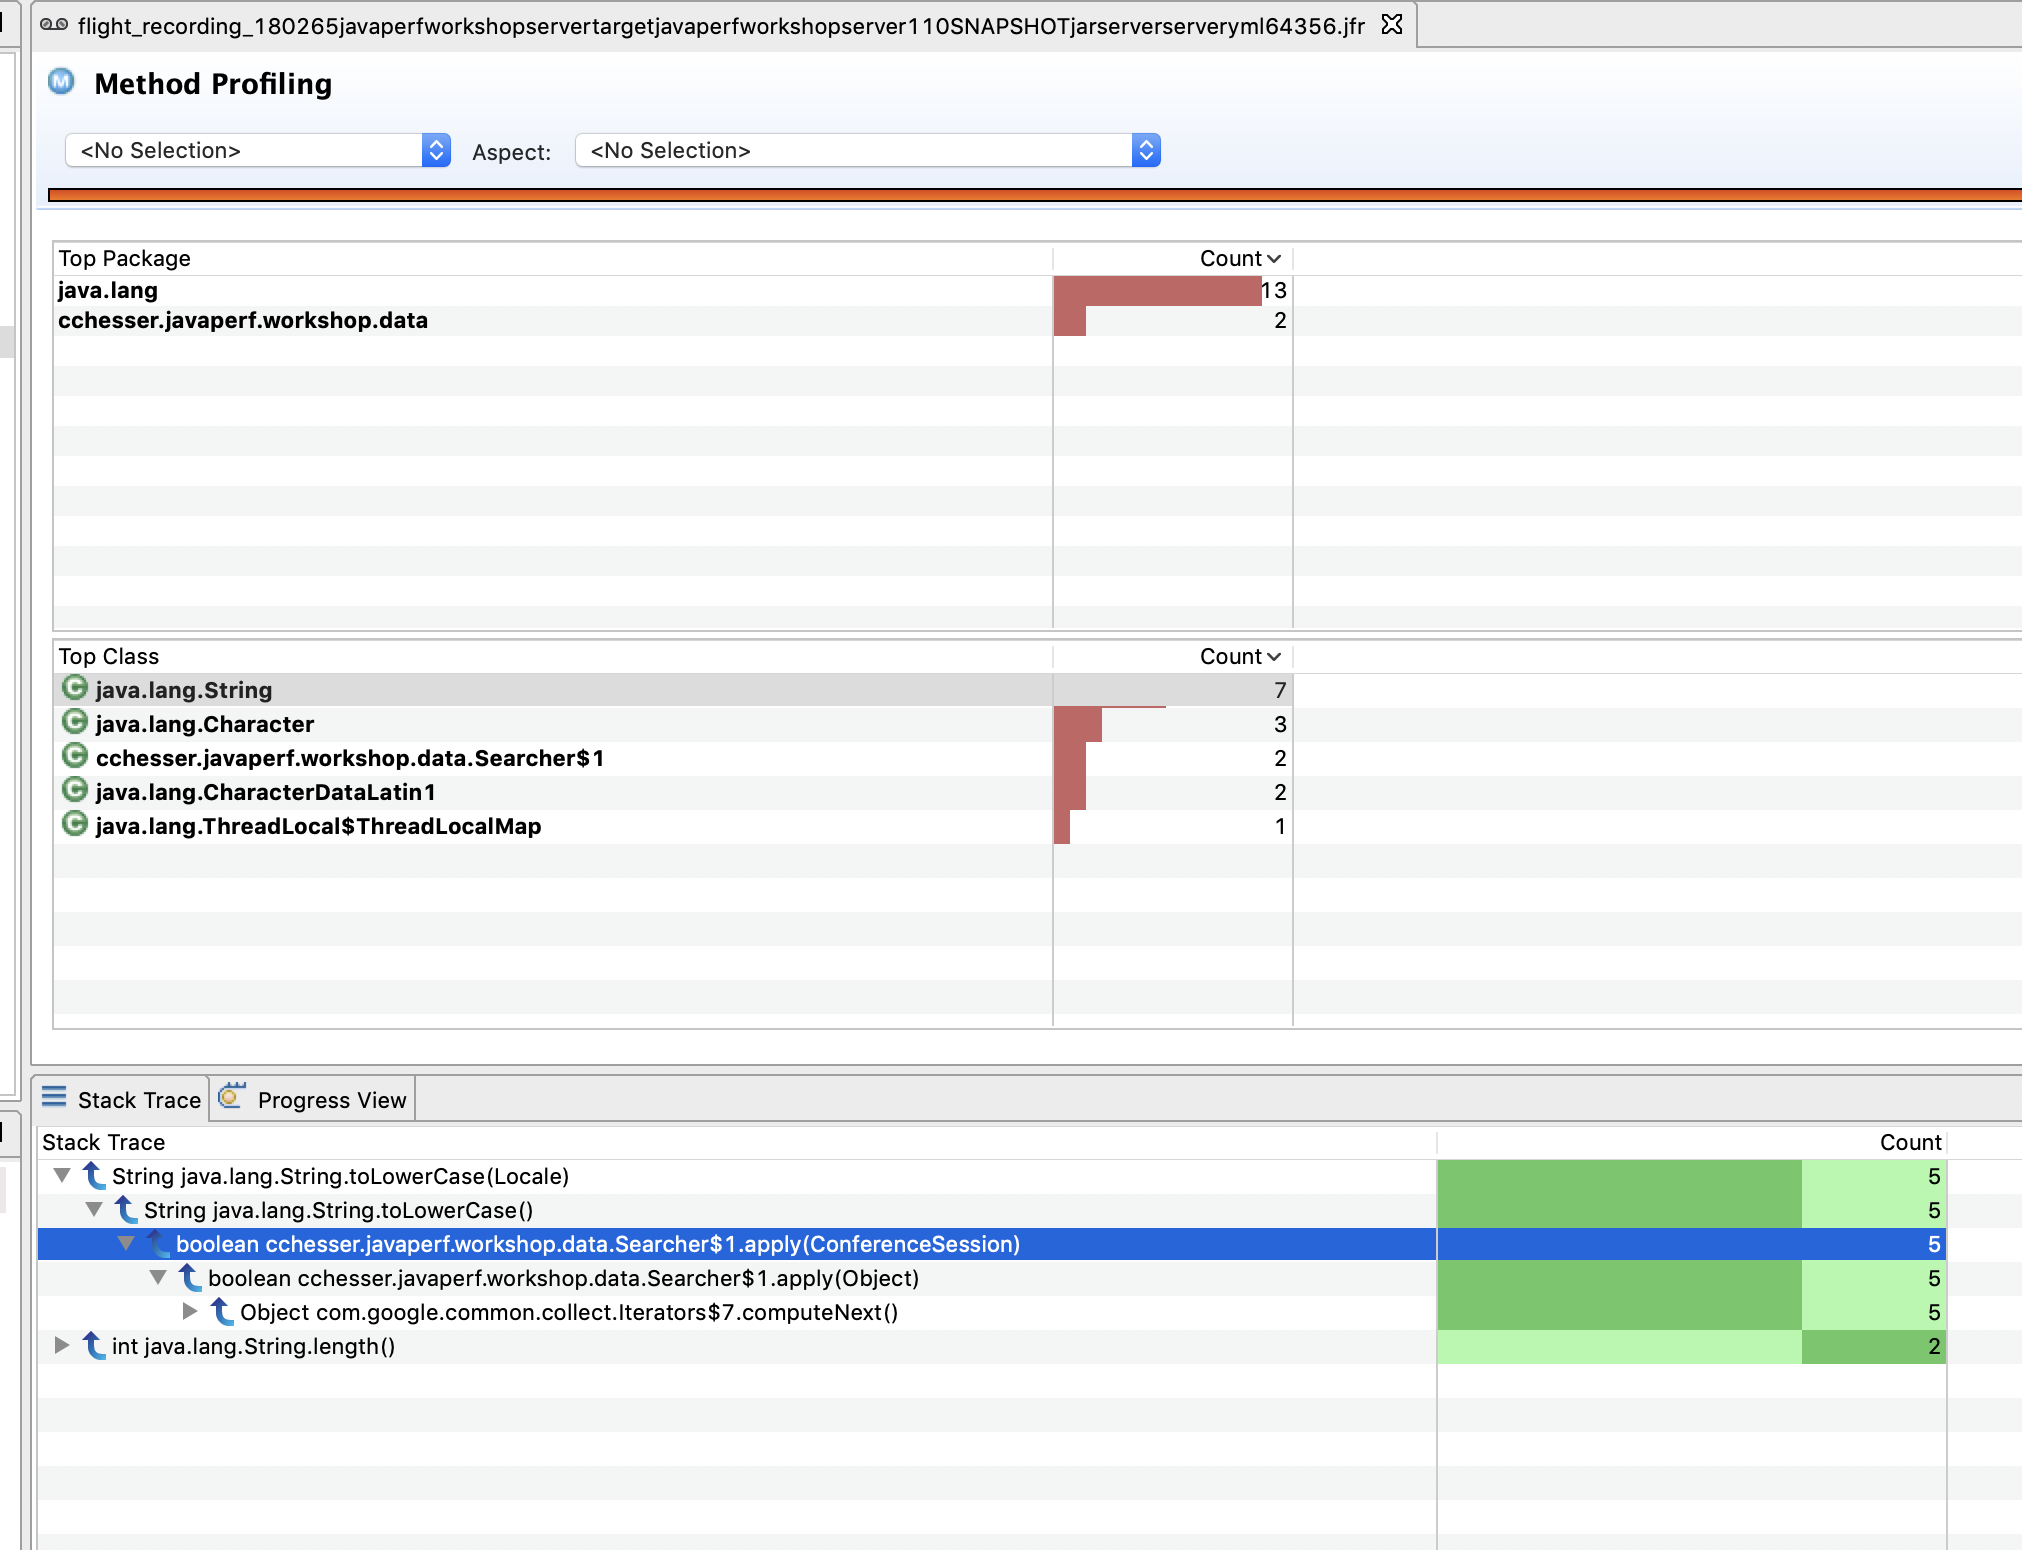 flight_recording_180265javaperfworkshopservertargetjavaperfworkshopserver110SNAPSHOTjarserverserveryml64356.jfr
Method Profiling
<No Selection> Aspect: <No Selection>
Top Package Count
java.lang 13
cchesser.javaperf.workshop.data 2
Top Class Count
java.lang.String 7
java.lang.Character 3
cchesser.javaperf.workshop.data.Searcher$1 2
java.lang.CharacterDataLatin1 2
java.lang.ThreadLocal$ThreadLocalMap 1
Stack Trace Progress View
Stack Trace Count
String java.lang.String.toLowerCase(Locale) 5
String java.lang.String.toLowerCase() 5
boolean cchesser.javaperf.workshop.data.Searcher$1.apply(ConferenceSession) 5
boolean cchesser.javaperf.workshop.data.Searcher$1.apply(Object) 5
Object com.google.common.collect.Iterators$7.computeNext() 5
int java.lang.String.length() 2